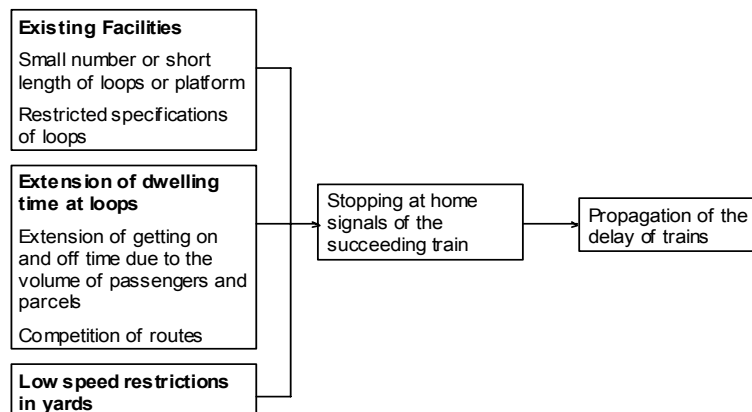 Existing Facilities
Small number or short
length of loops or platform
Restricted specifications
of loops
Extension of dwelling
time at loops
Extension of getting on
and off time due to the
volume of passengers and
parcels
Competition of routes
Low speed restrictions
in yards
Stopping at home
signals of the
succeeding train
Propagation of the
delay of trains